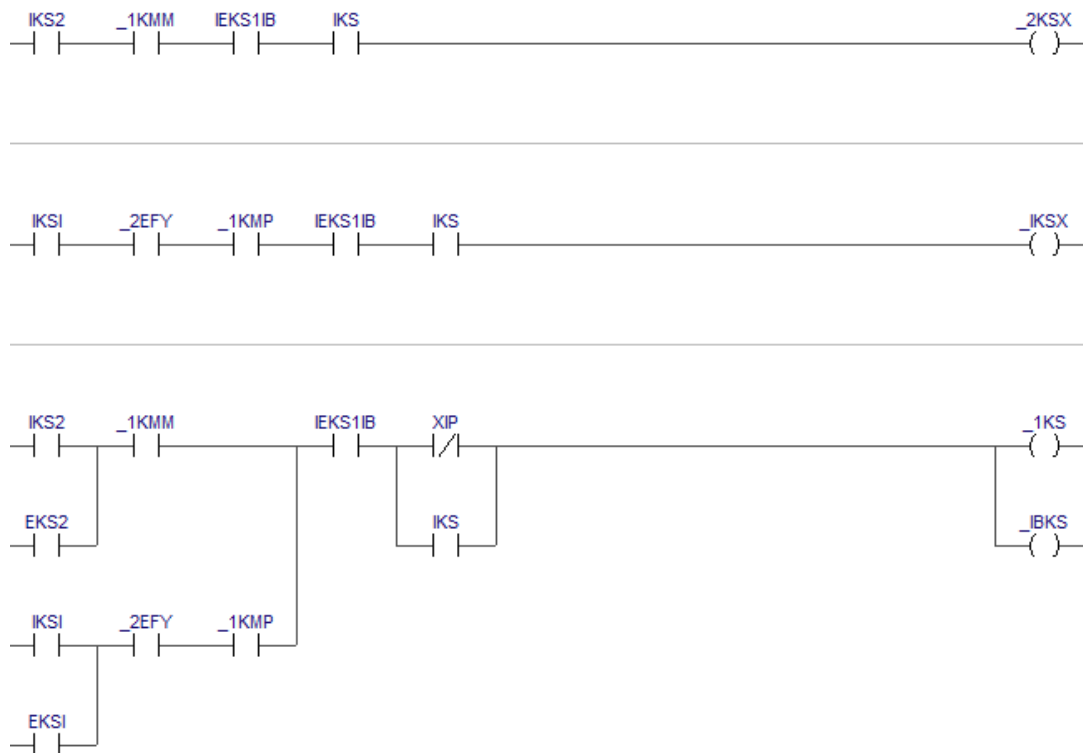 IKS2 _1KMM IEKS1IB IKS _2KSX
IKSI _2EFY _1KMP IEKS1IB IKS _IKSX
IKS2 _1KMM IEKS1IB XIP _1KS
EKS2 IKS _IBKS
IKSI _2EFY _1KMP
EKSI